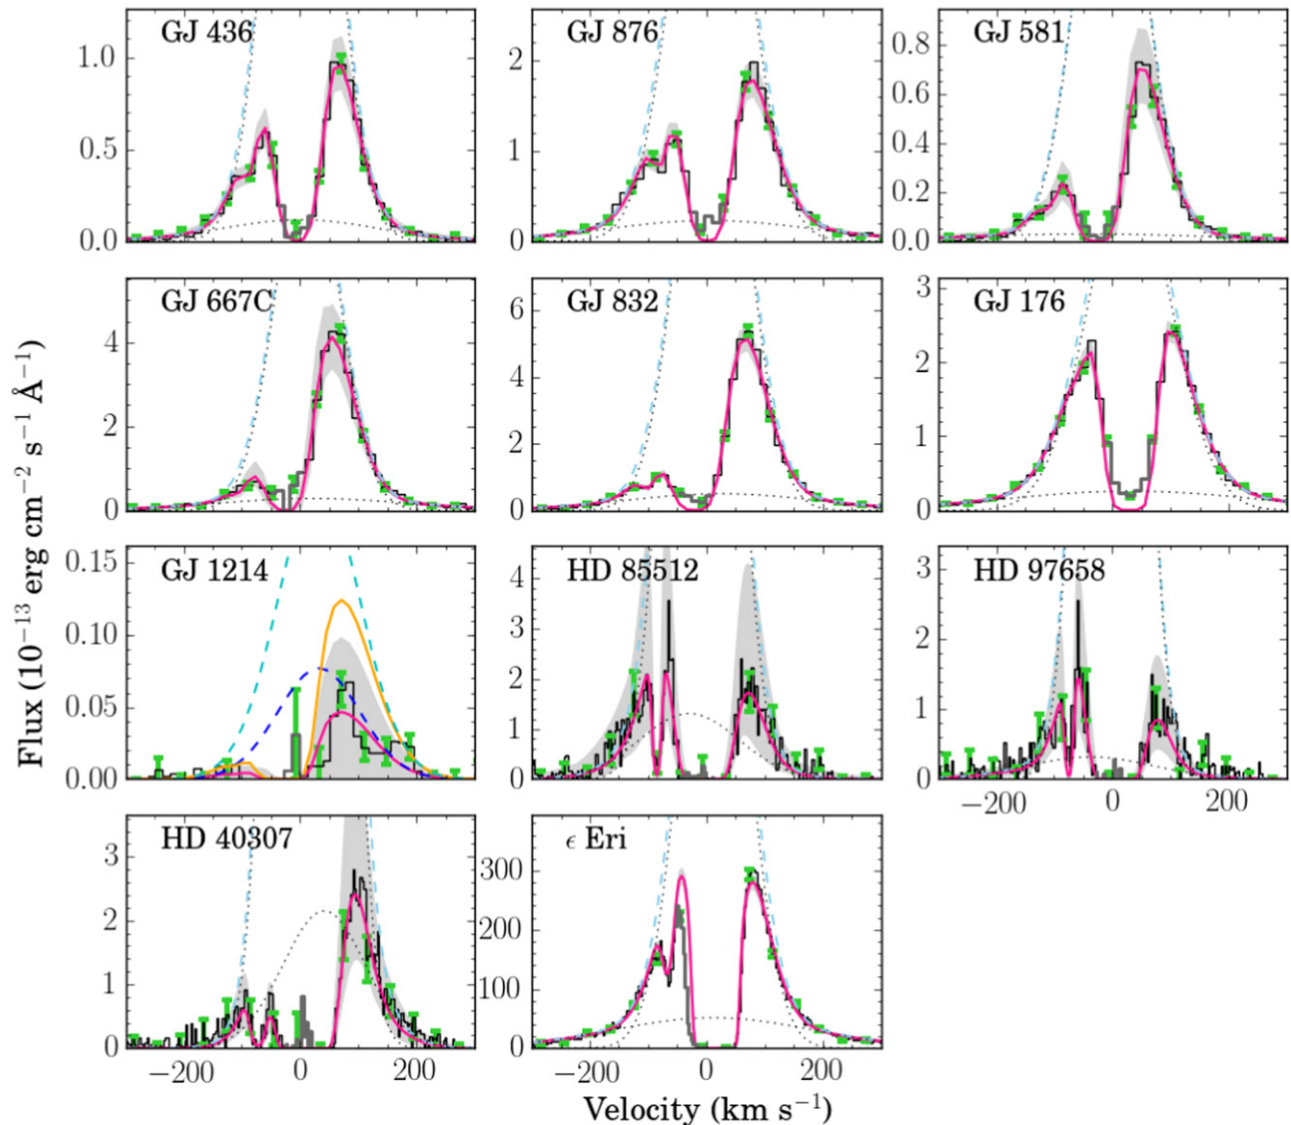 GJ 436
GJ 876
GJ 581
1.0
0.5
0.0
2
1
0
0.8
0.6
0.4
0.2
0.0
GJ 667C
GJ 832
GJ 176
4
2
0
6
4
2
0
3
2
1
0
GJ 1214
HD 85512
HD 97658
0.15
0.10
0.05
0.00
4
3
2
1
0
3
2
1
0
−200 0 200
HD 40307
ϵ Eri
3
2
1
0
300
200
100
0
−200 0 200
−200 0 200
Flux (10⁻¹³ erg cm⁻² s⁻¹ Å⁻¹)
Velocity (km s⁻¹)